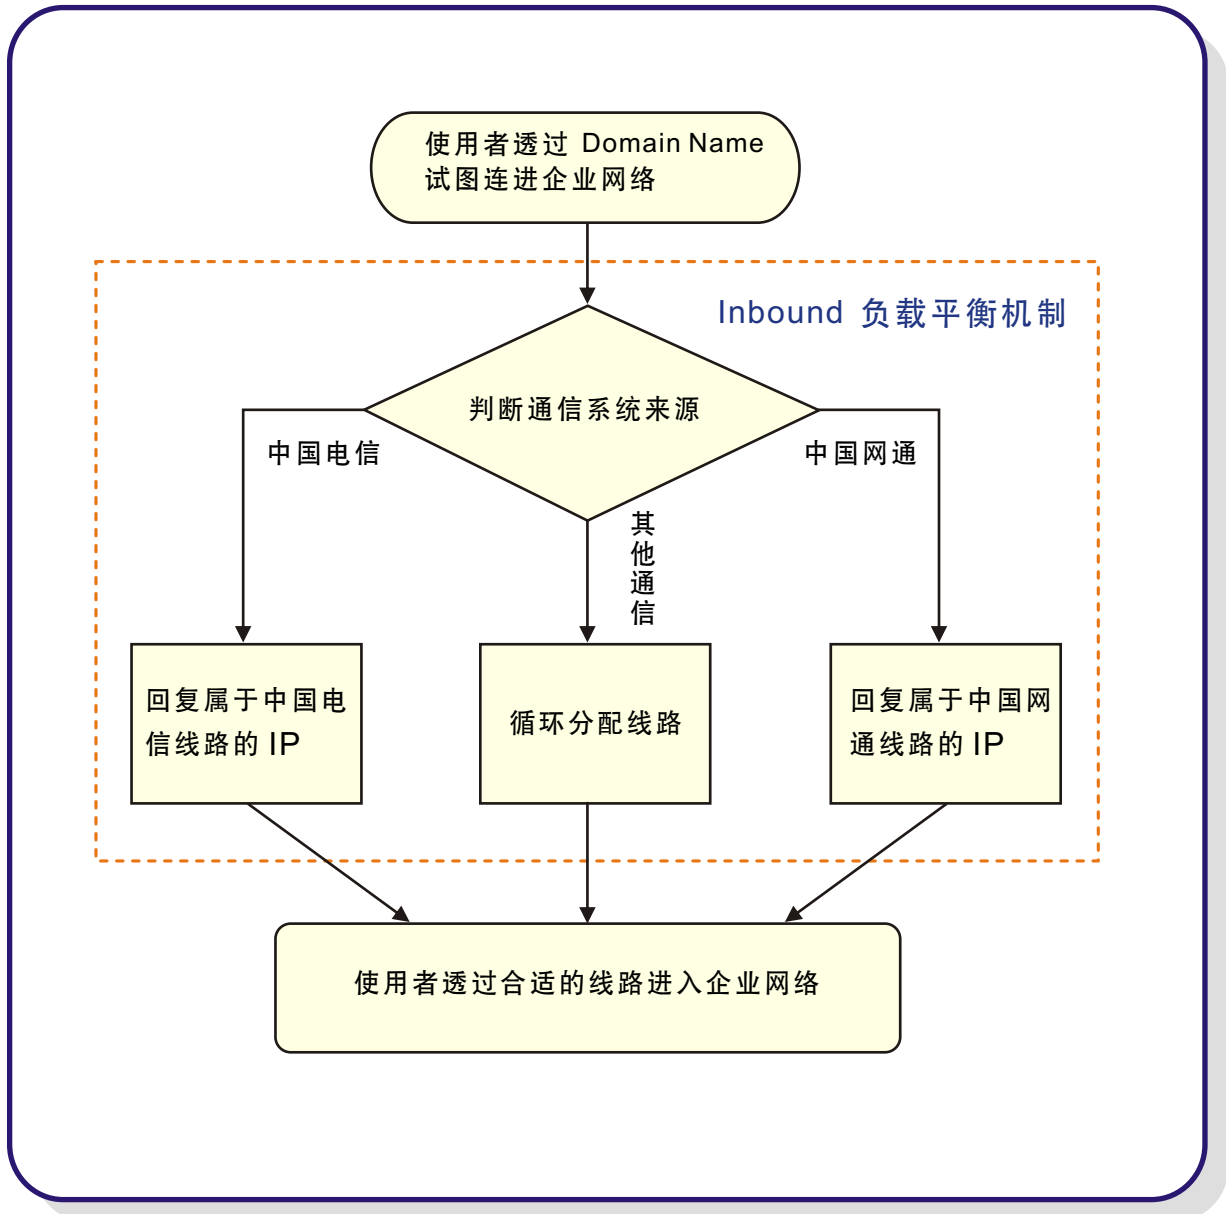 使用者透过 Domain Name
试图连进企业网络
Inbound 负载平衡机制
判断通信系统来源
中国电信
中国网通
其他通信
回复属于中国电
信线路的 IP
循环分配线路
回复属于中国网
通线路的 IP
使用者透过合适的线路进入企业网络